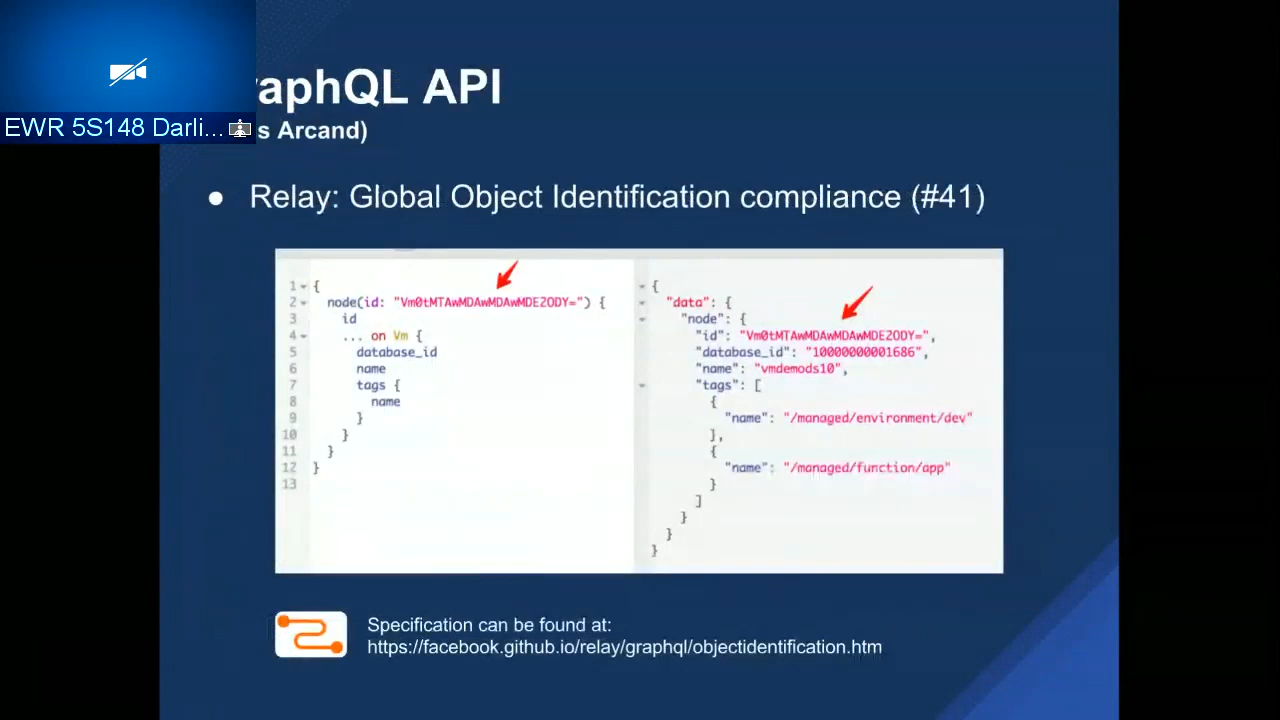 raphQL API
EWR 5S148 Darli...
s Arcand)
● Relay: Global Object Identification compliance (#41)
1 {
2 node(id: "Vm0tMTAwMDAwMDAwMDE2ODY=") {
3 id
4 ... on Vm {
5 database_id
6 name
7 tags {
8 name
9 }
10 }
11 }
12 }
13
{
"data": {
"node": {
"id": "Vm0tMTAwMDAwMDAwMDE2ODY=",
"database_id": "10000000001686",
"name": "vmdemods10",
"tags": [
{
"name": "/managed/environment/dev"
},
{
"name": "/managed/function/app"
}
]
}
}
}
Specification can be found at:
https://facebook.github.io/relay/graphql/objectidentification.htm